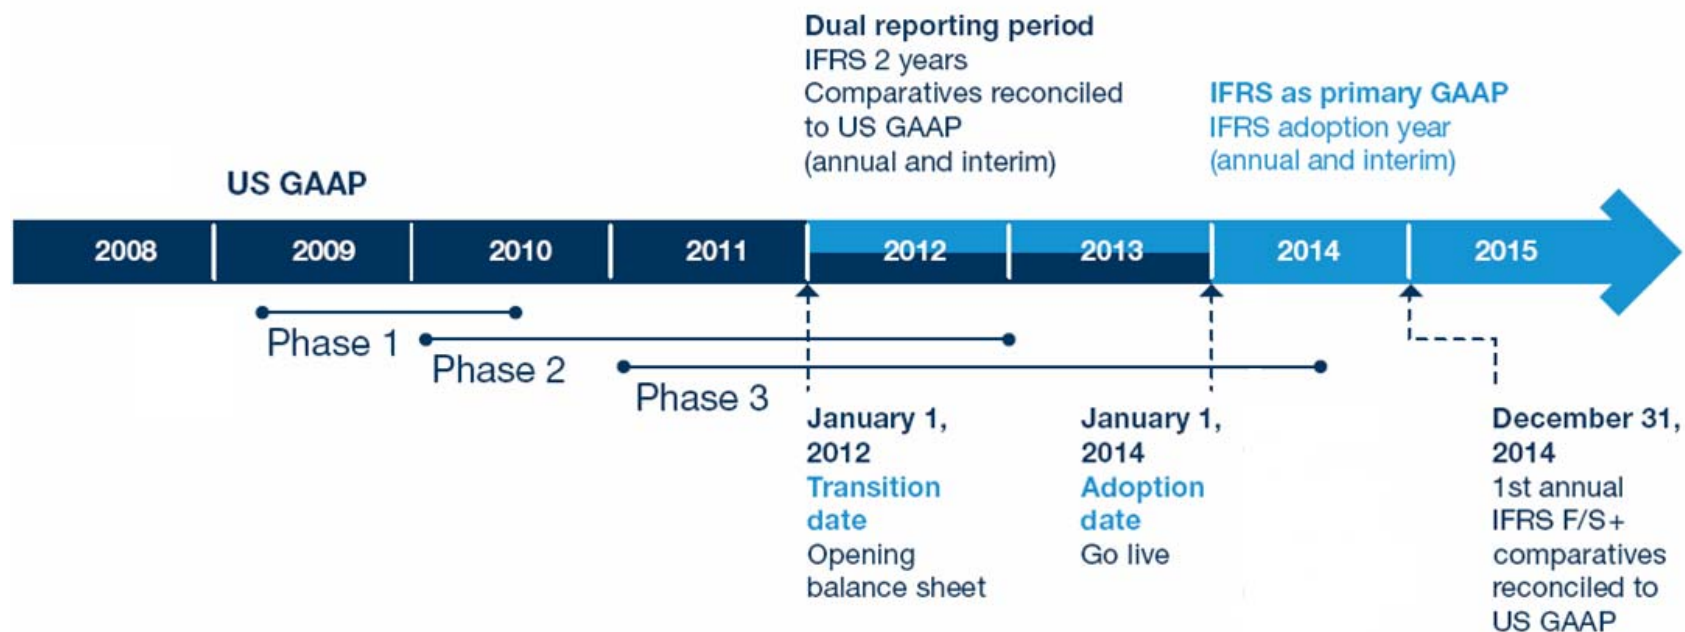 Dual reporting period
IFRS 2 years
Comparatives reconciled
to US GAAP
(annual and interim)
IFRS as primary GAAP
IFRS adoption year
(annual and interim)
US GAAP
2008 2009 2010 2011 2012 2013 2014 2015
Phase 1
Phase 2
Phase 3
January 1,
2012
Transition
date
Opening
balance sheet
January 1,
2014
Adoption
date
Go live
December 31,
2014
1st annual
IFRS F/S+
comparatives
reconciled to
US GAAP